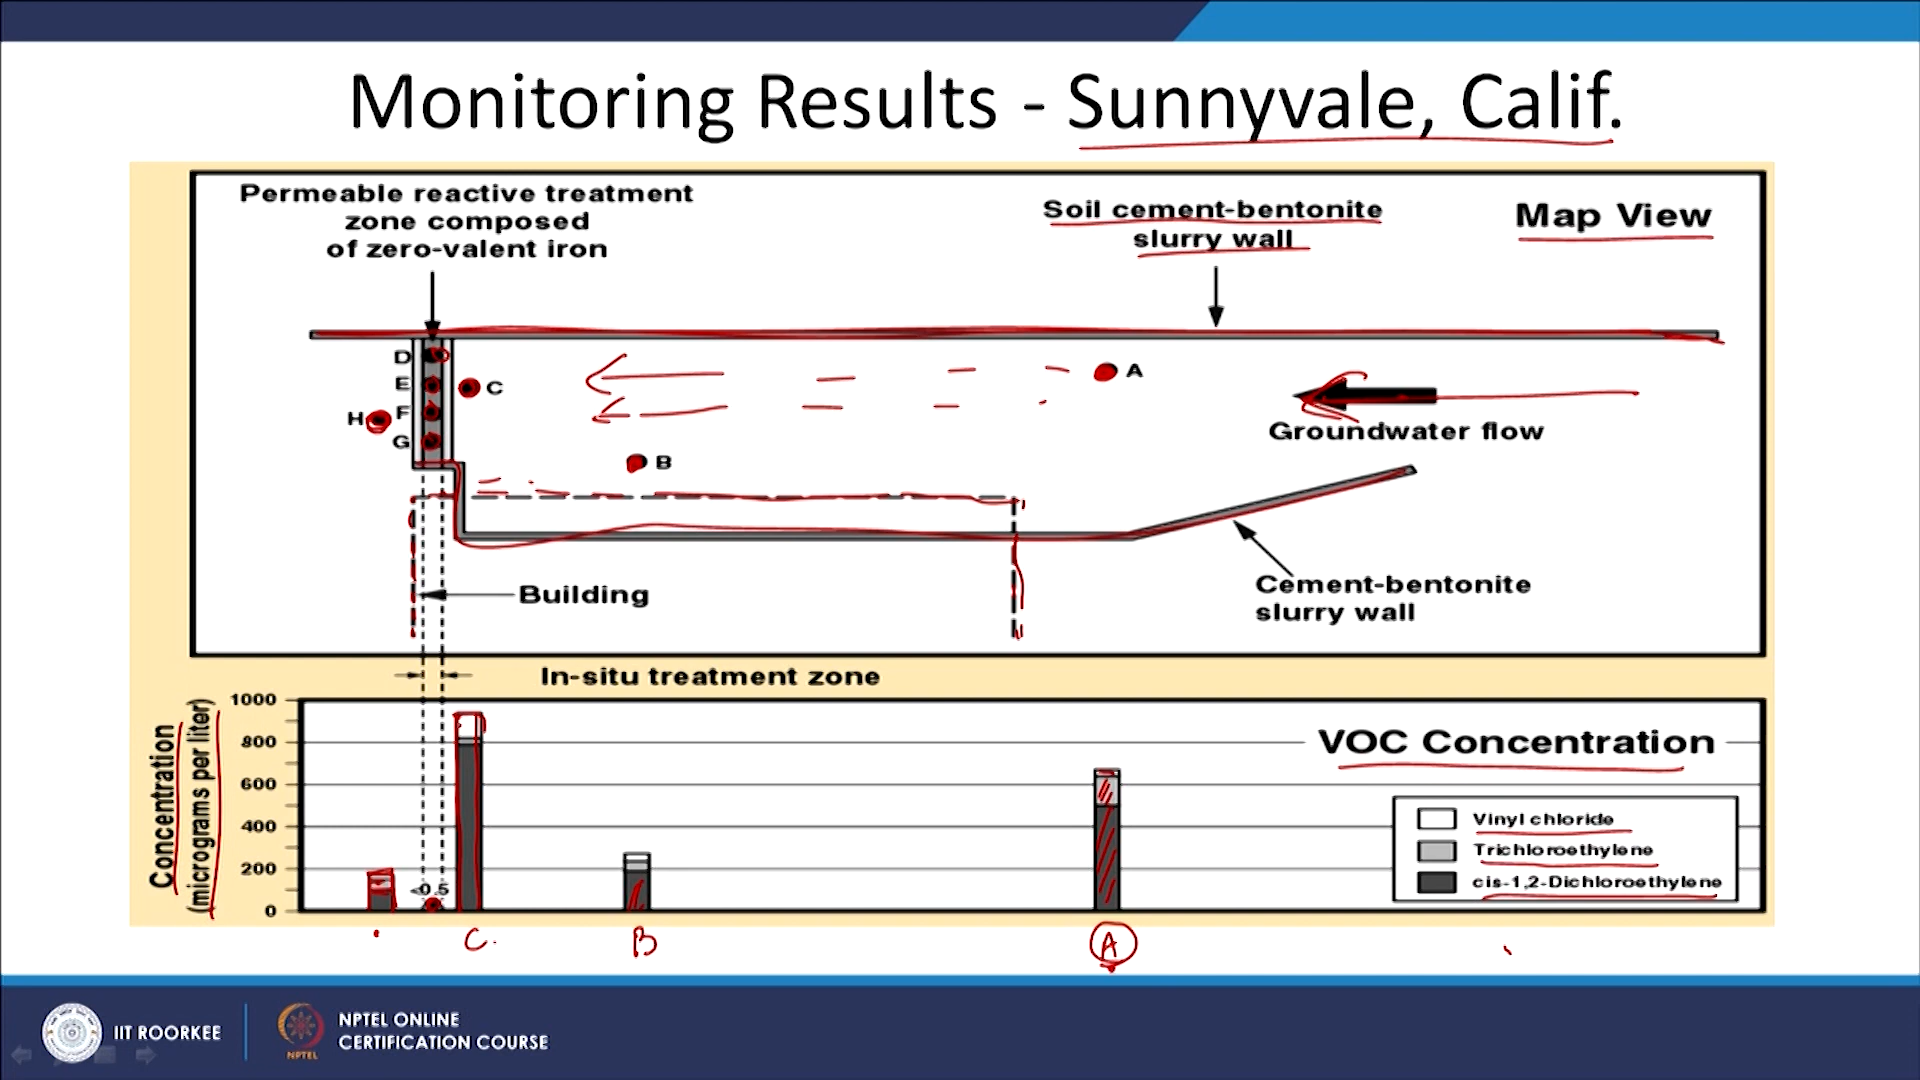 Monitoring Results - Sunnyvale, Calif.
Permeable reactive treatment
zone composed
of zero-valent iron
Soil cement-bentonite
slurry wall
Map View
D
E
F
G
H
C
A
B
Groundwater flow
Building
Cement-bentonite
slurry wall
In-situ treatment zone
Concentration
(micrograms per liter)
1000
800
600
400
200
0
<0.5
VOC Concentration
Vinyl chloride
Trichloroethylene
cis-1,2-Dichloroethylene
C.
B
A
IIT ROORKEE
NPTEL
NPTEL ONLINE
CERTIFICATION COURSE